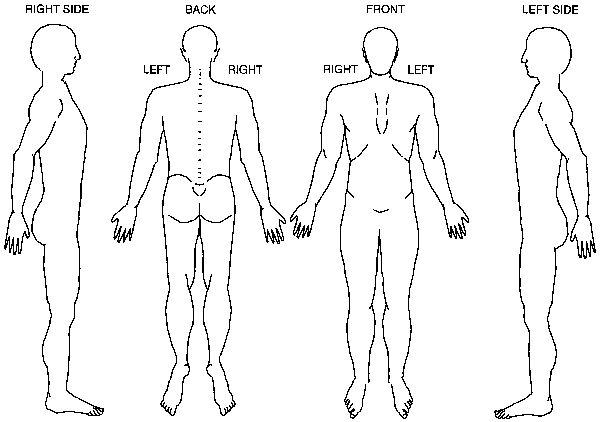 RIGHT SIDE
BACK
FRONT
LEFT SIDE
LEFT
RIGHT
RIGHT
LEFT